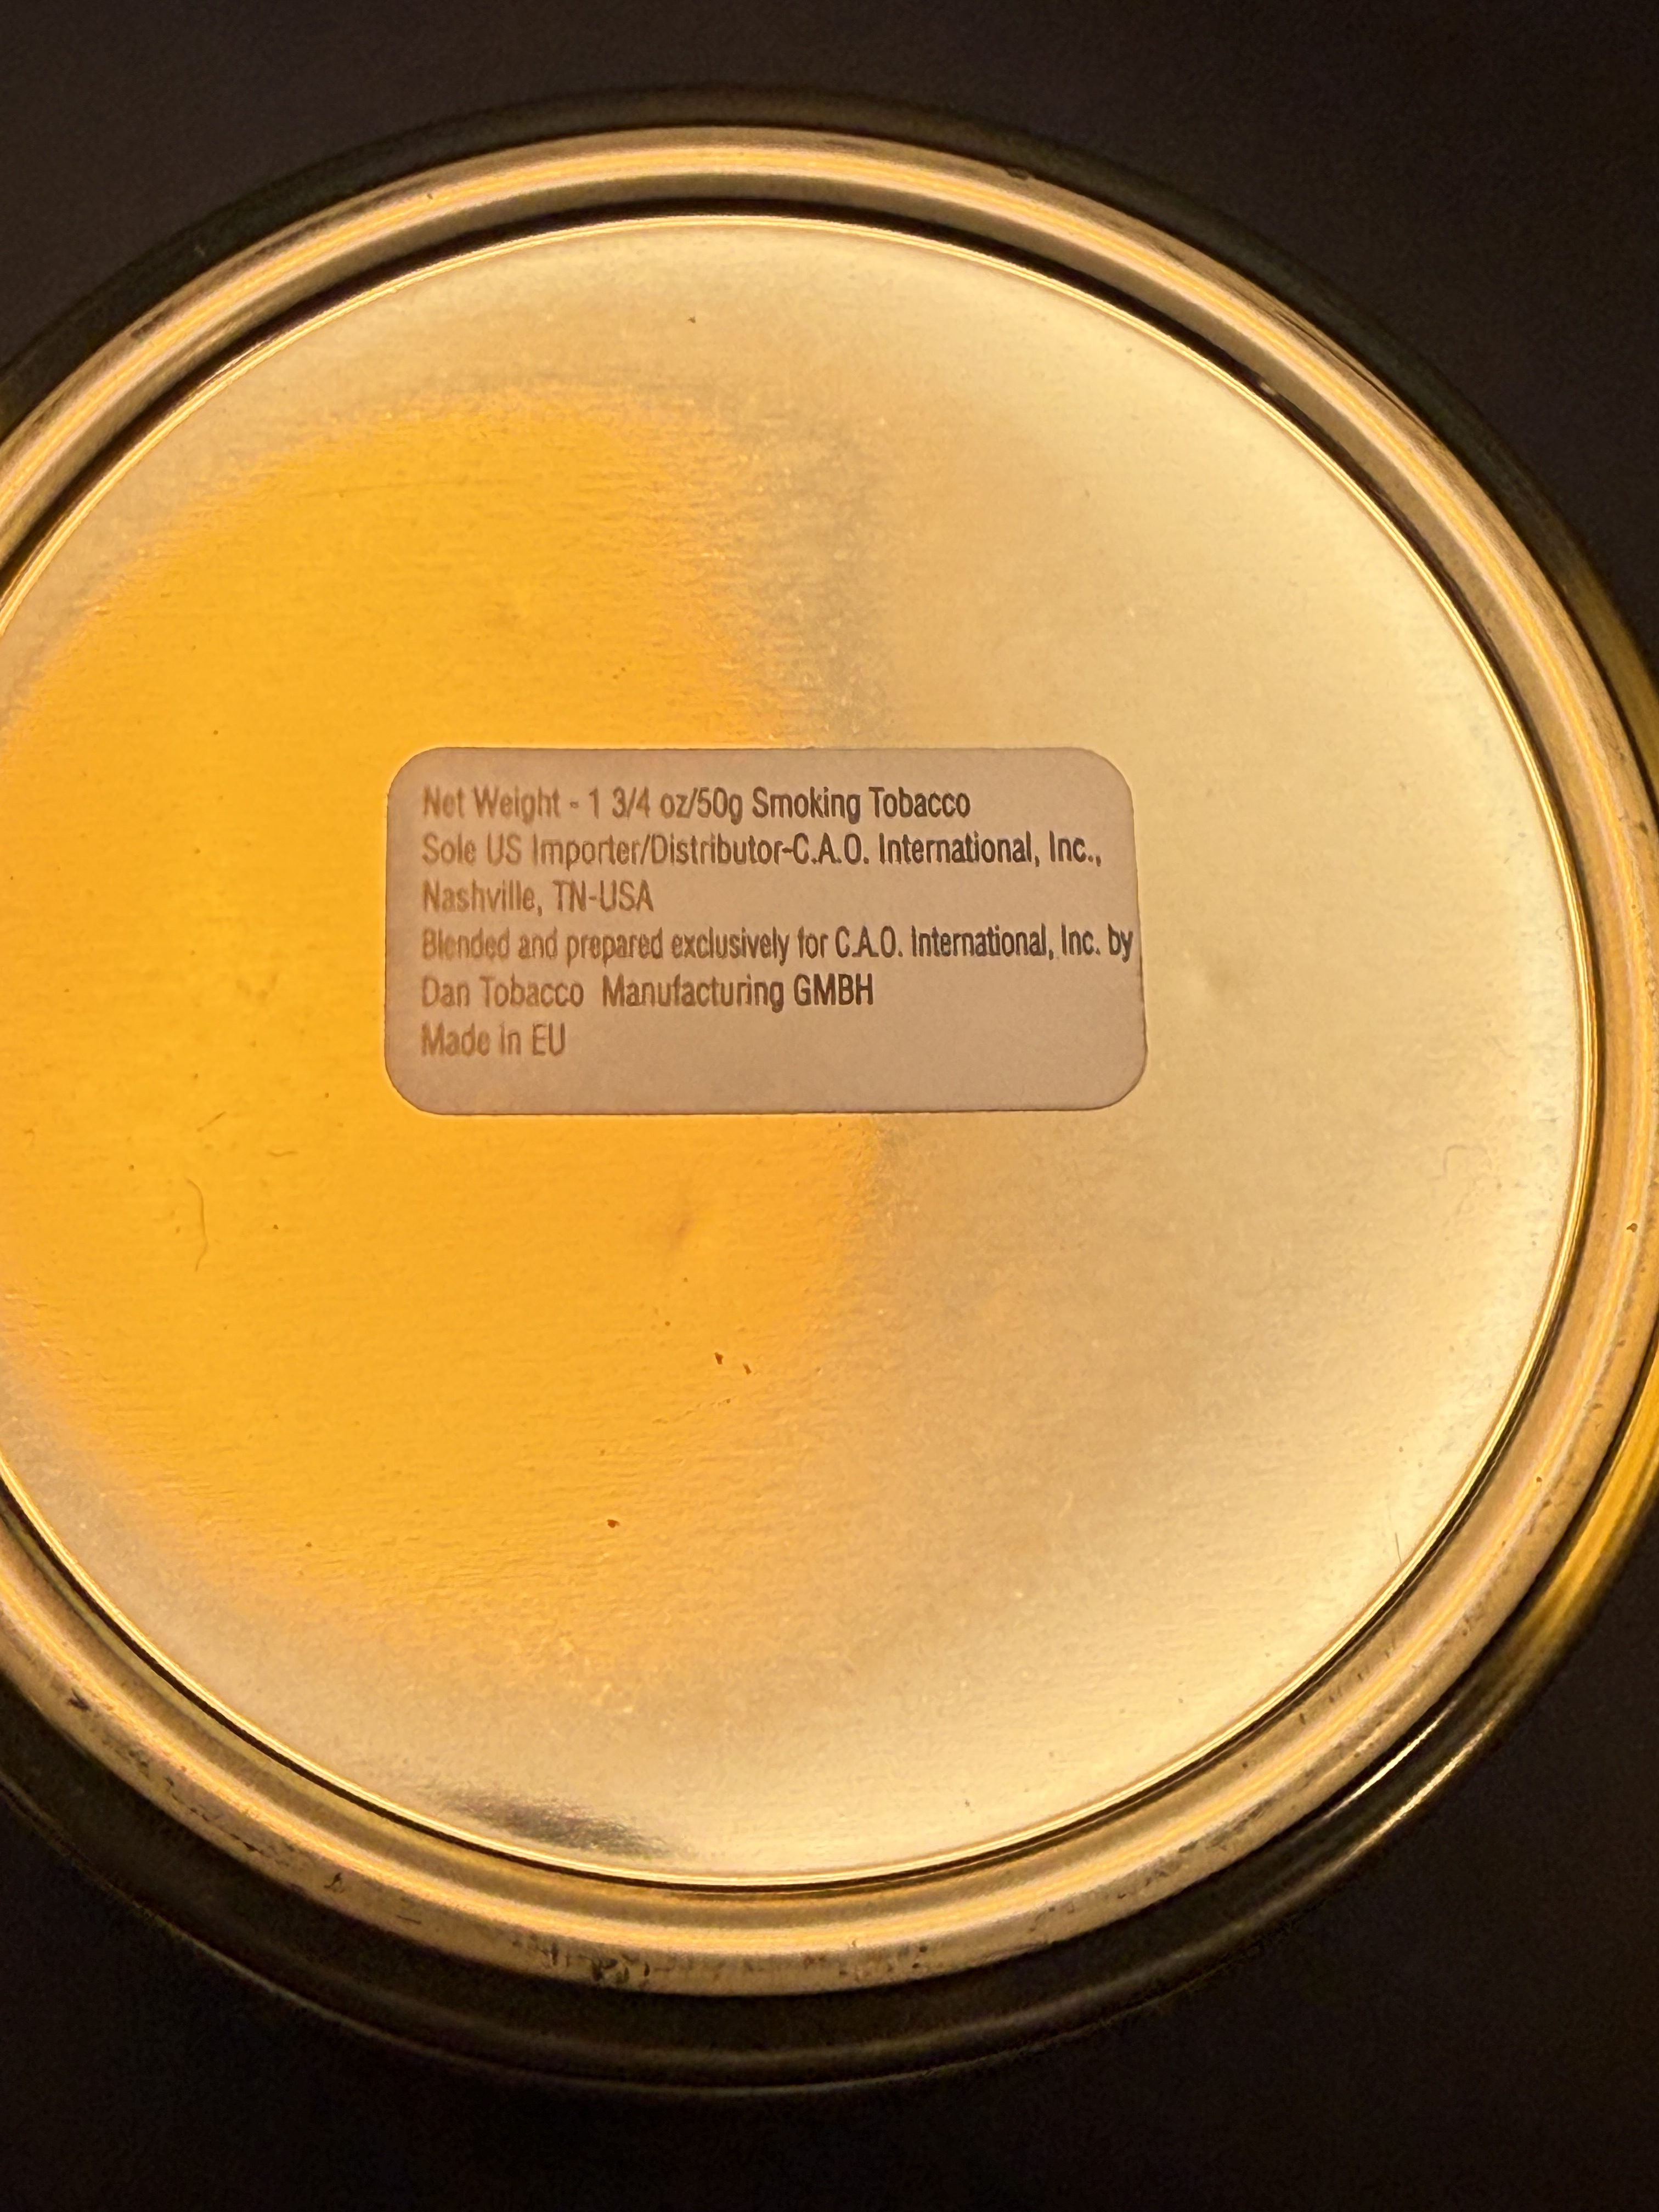 Net Weight - 1 3/4 oz/50g Smoking Tobacco
Sole US Importer/Distributor-C.A.O. International, Inc.,
Nashville, TN-USA
Blended and prepared exclusively for C.A.O. International, Inc. by
Dan Tobacco Manufacturing GMBH
Made in EU